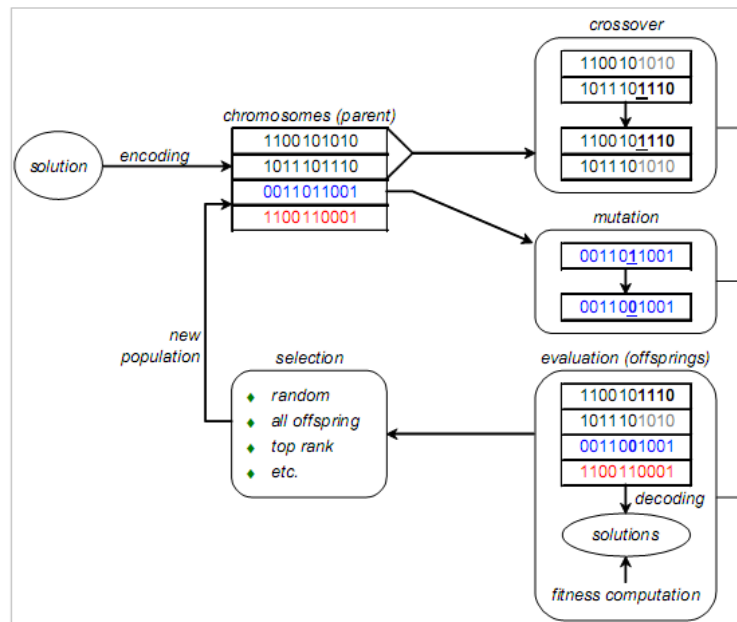 crossover
1100101010
1011101110
1100101110
1011101010
chromosomes (parent)
1100101010
1011101110
0011011001
1100110001
solution
encoding
mutation
0011011001
0011001001
new
population
selection
random
all offspring
top rank
etc.
evaluation (offsprings)
1100101110
1011101010
0011001001
1100110001
decoding
solutions
fitness computation